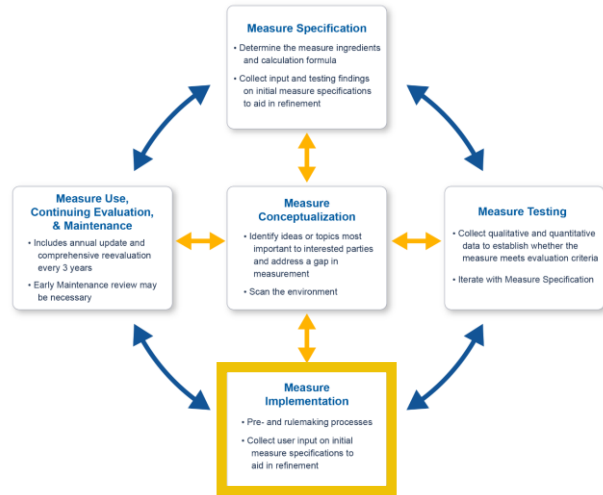 Measure Specification
• Determine the measure ingredients
and calculation formula
• Collect input and testing findings
on initial measure specifications
to aid in refinement
Measure Use,
Continuing Evaluation,
& Maintenance
• Includes annual update and
comprehensive reevaluation
every 3 years
• Early Maintenance review may
be necessary
Measure
Conceptualization
• Identify ideas or topics most
important to interested parties
and address a gap in
measurement
• Scan the environment
Measure Testing
• Collect qualitative and quantitative
data to establish whether the
measure meets evaluation criteria
• Iterate with Measure Specification
Measure
Implementation
• Pre- and rulemaking processes
• Collect user input on initial
measure specifications to
aid in refinement